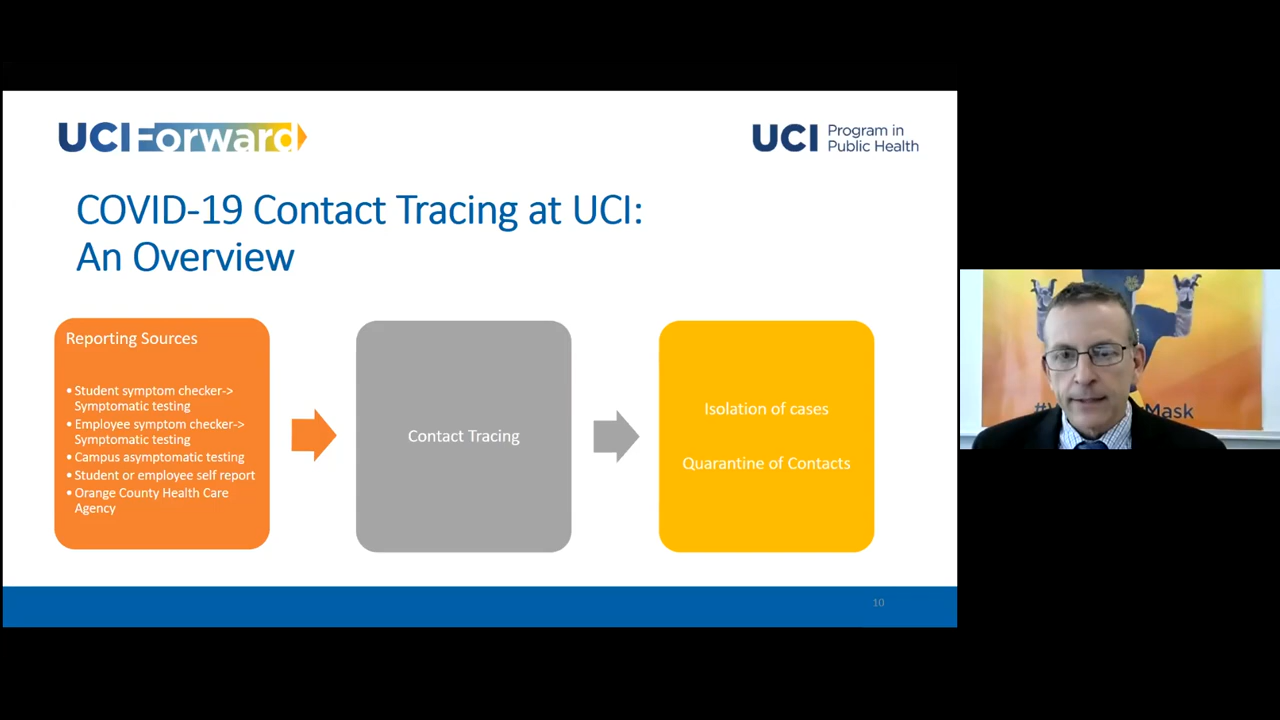 UCI Forward
UCI Program in
Public Health
COVID-19 Contact Tracing at UCI:
An Overview
Reporting Sources
• Student symptom checker->
Symptomatic testing
• Employee symptom checker->
Symptomatic testing
• Campus asymptomatic testing
• Student or employee self report
• Orange County Health Care
Agency
Contact Tracing
Isolation of cases
Quarantine of Contacts
10
Mask